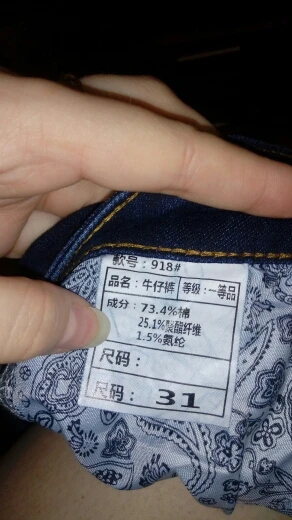 款号：918#
品名：牛仔裤 等级：一等品
成分：73.4%棉
25.1%聚酯纤维
1.5%氨纶
尺码：
尺码： 31